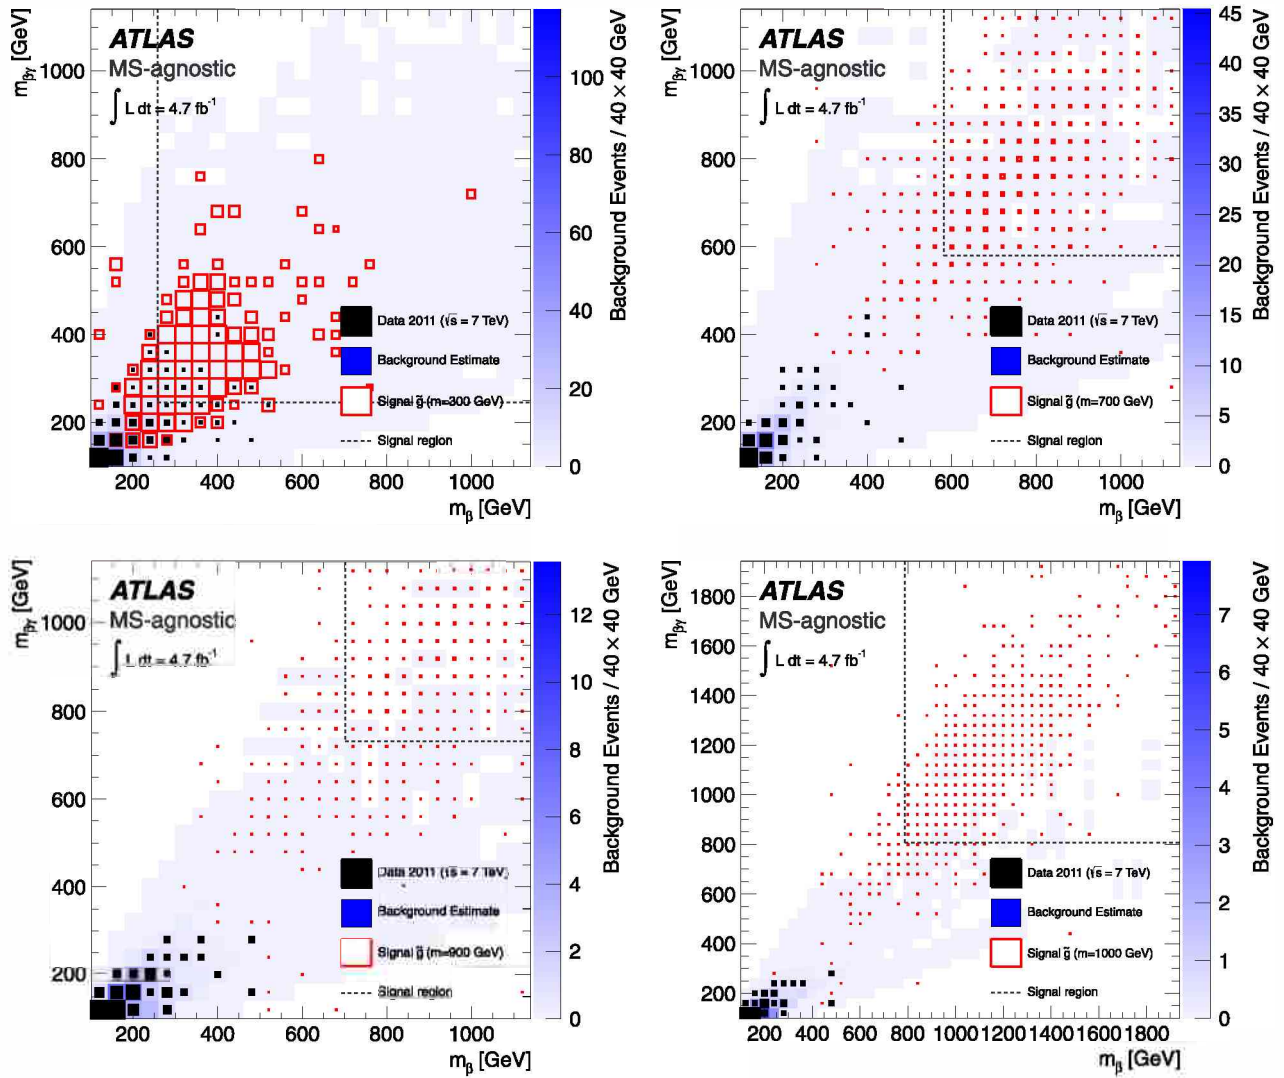 m_βγ [GeV]
ATLAS
MS-agnostic
∫ L dt = 4.7 fb⁻¹
1000
800
600
400
200
Data 2011 (√s = 7 TeV)
Background Estimate
Signal g̃ (m=300 GeV)
Signal region
200 400 600 800 1000
m_β [GeV]
100
80
60
40
20
0
Background Events / 40 × 40 GeV
m_βγ [GeV]
ATLAS
MS-agnostic
∫ L dt = 4.7 fb⁻¹
1000
800
600
400
200
Data 2011 (√s = 7 TeV)
Background Estimate
Signal g̃ (m=700 GeV)
Signal region
200 400 600 800 1000
m_β [GeV]
45
40
35
30
25
20
15
10
5
0
Background Events / 40 × 40 GeV
m_βγ [GeV]
ATLAS
MS-agnostic
∫ L dt = 4.7 fb⁻¹
1000
800
600
400
200
Data 2011 (√s = 7 TeV)
Background Estimate
Signal g̃ (m=900 GeV)
Signal region
200 400 600 800 1000
m_β [GeV]
12
10
8
6
4
2
0
Background Events / 40 × 40 GeV
m_βγ [GeV]
ATLAS
MS-agnostic
∫ L dt = 4.7 fb⁻¹
1800
1600
1400
1200
1000
800
600
400
200
Data 2011 (√s = 7 TeV)
Background Estimate
Signal g̃ (m=1000 GeV)
Signal region
200 400 600 800 1000 1200 1400 1600 1800
m_β [GeV]
7
6
5
4
3
2
1
0
Background Events / 40 × 40 GeV